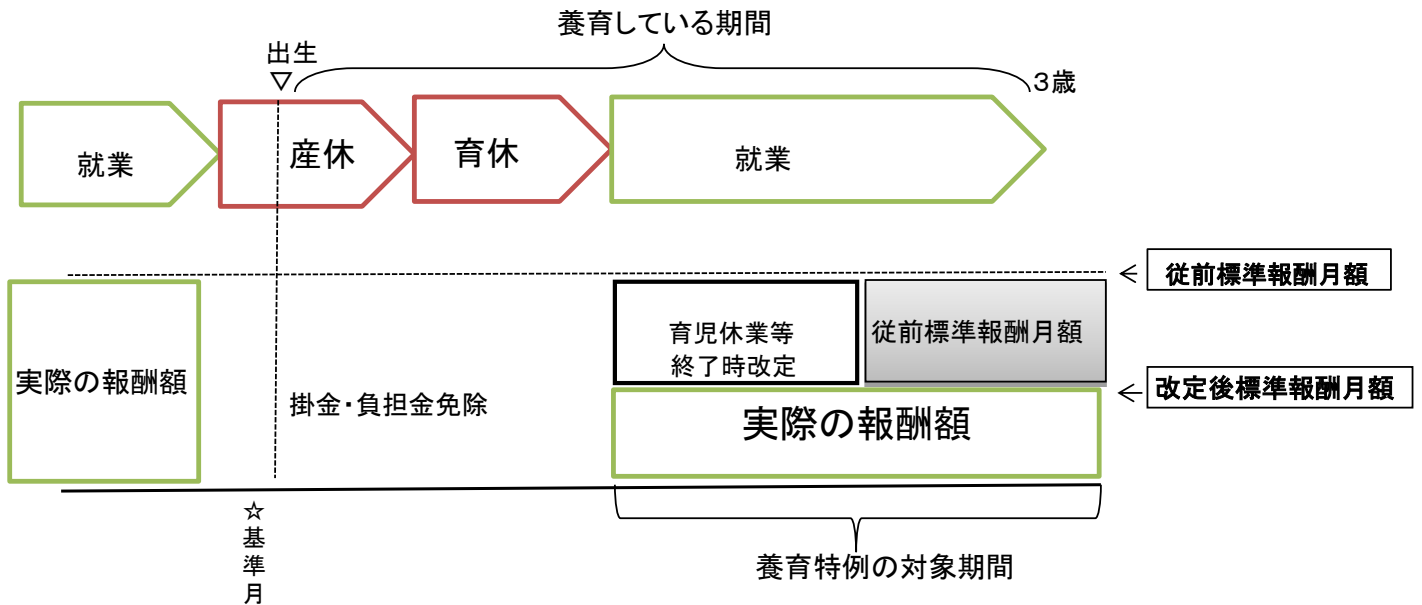 養育している期間
出生
▽
3歳
就業
産休
育休
就業
従前標準報酬月額
育児休業等
終了時改定
従前標準報酬月額
実際の報酬額
改定後標準報酬月額
掛金・負担金免除
実際の報酬額
☆基準月
養育特例の対象期間